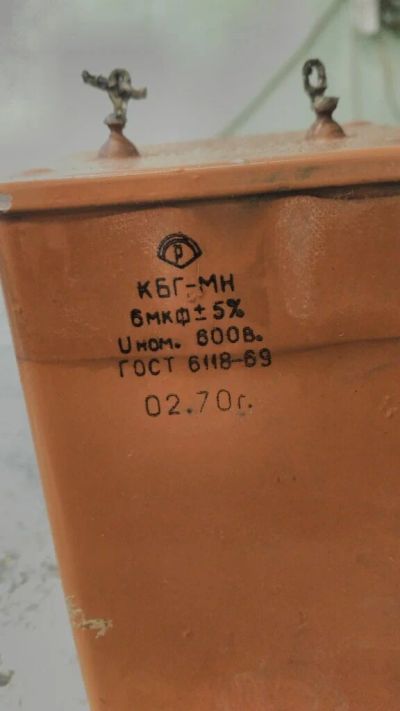 Р
КБГ-МН
6мкф±5%
Uном. 600в.
ГОСТ 6118-69
02.70г.